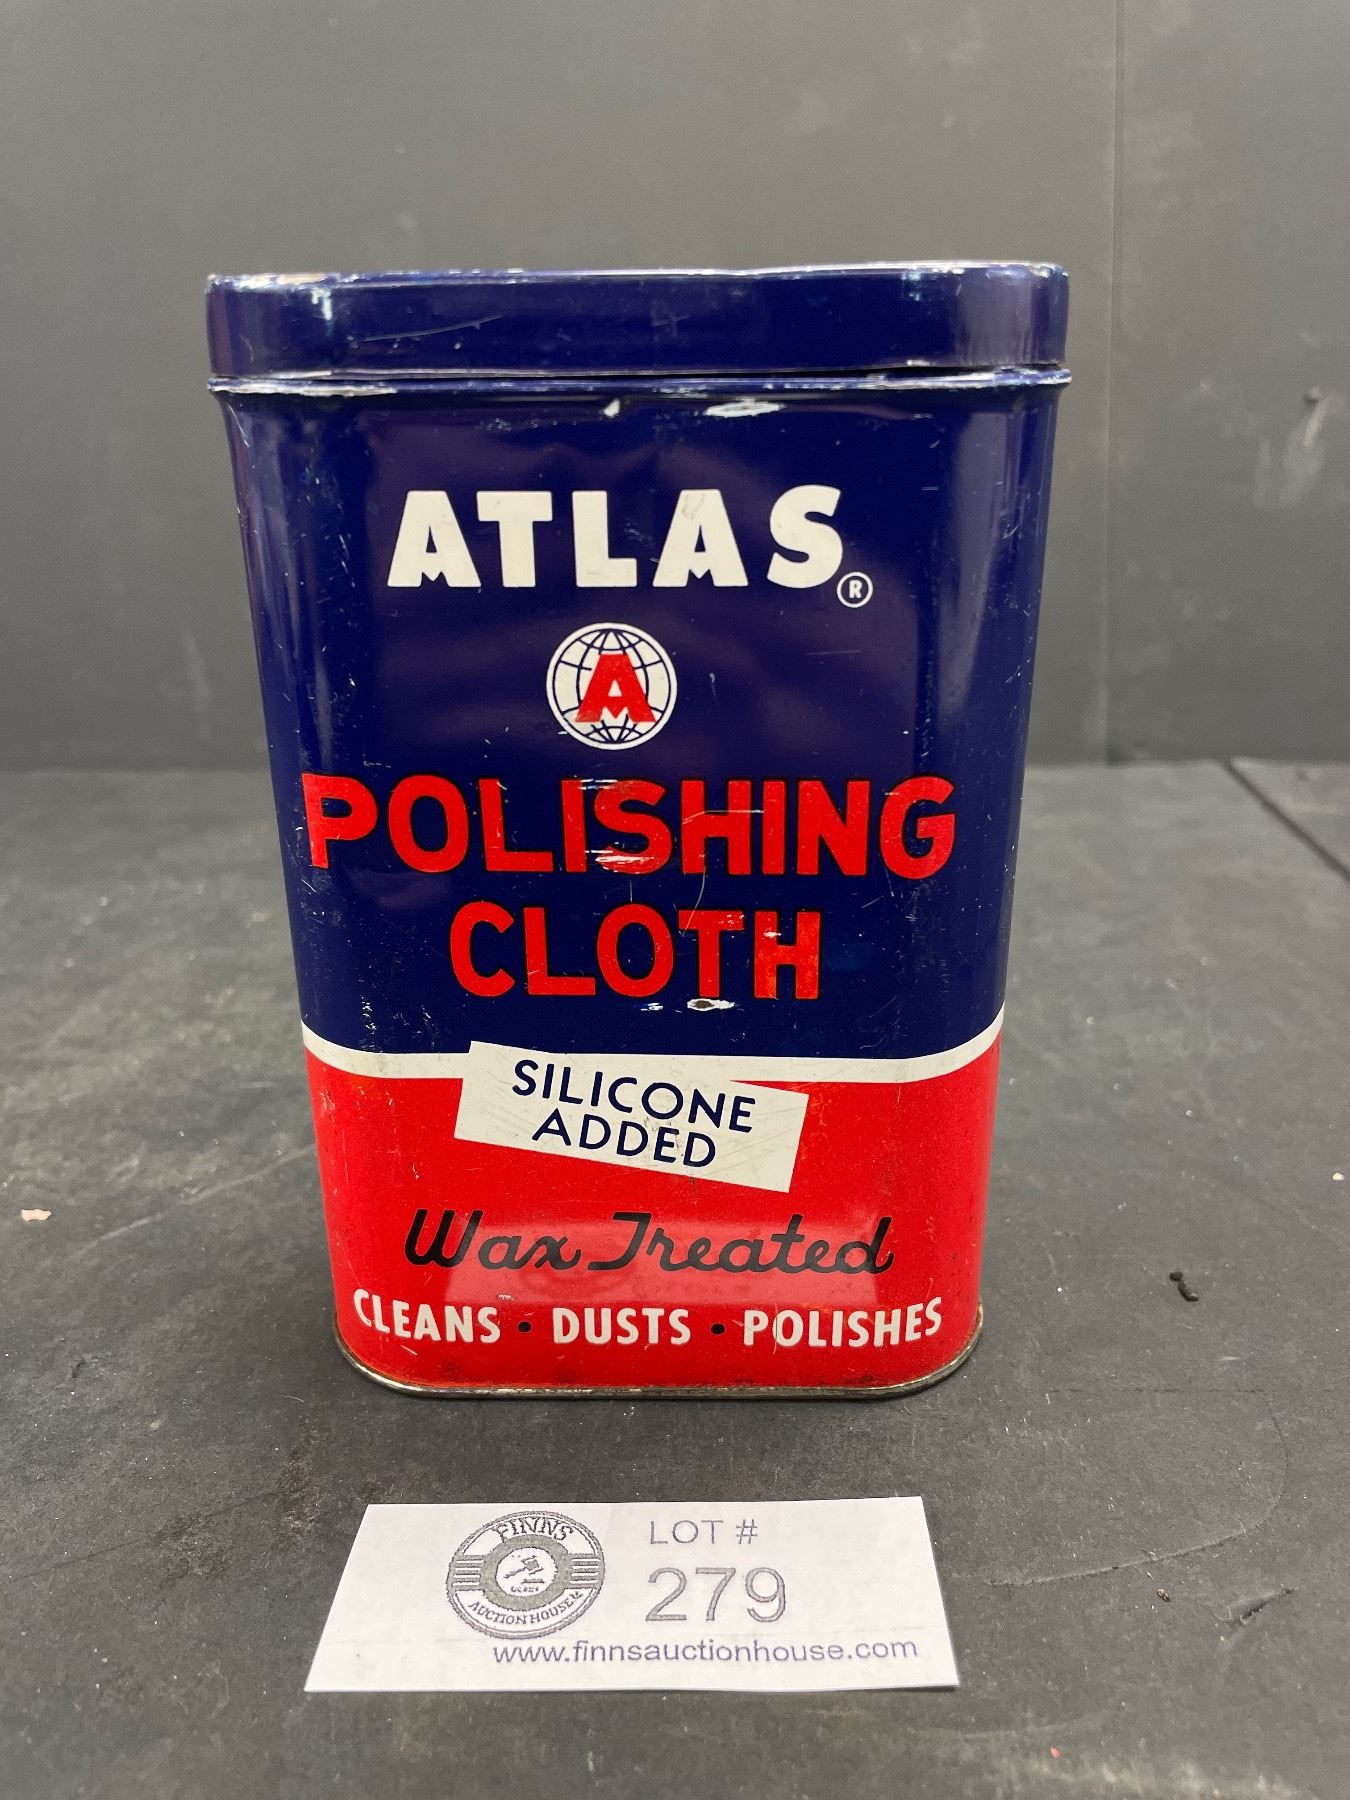 ATLAS®
A
POLISHING
CLOTH
SILICONE
ADDED
Wax Treated
CLEANS • DUSTS • POLISHES
FINNS
AUCTION HOUSE
LOT #
279
www.finnsauctionhouse.com